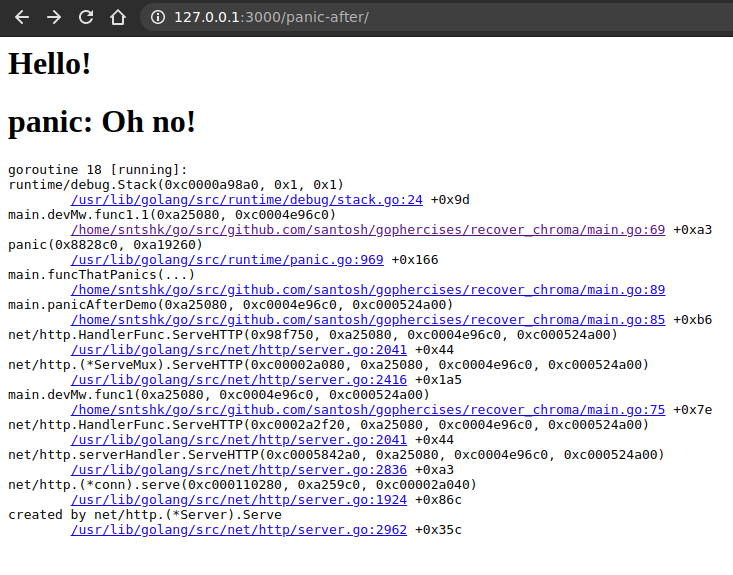 127.0.0.1:3000/panic-after/
Hello!
panic: Oh no!
goroutine 18 [running]:
runtime/debug.Stack(0xc0000a98a0, 0x1, 0x1)
/usr/lib/golang/src/runtime/debug/stack.go:24 +0x9d
main.devMw.func1.1(0xa25080, 0xc0004e96c0)
/home/sntshk/go/src/github.com/santosh/gophercises/recover_chroma/main.go:69 +0xa3
panic(0x8828c0, 0xa19260)
/usr/lib/golang/src/runtime/panic.go:969 +0x166
main.funcThatPanics(...)
/home/sntshk/go/src/github.com/santosh/gophercises/recover_chroma/main.go:89
main.panicAfterDemo(0xa25080, 0xc0004e96c0, 0xc000524a00)
/home/sntshk/go/src/github.com/santosh/gophercises/recover_chroma/main.go:85 +0xb6
net/http.HandlerFunc.ServeHTTP(0x98f750, 0xa25080, 0xc0004e96c0, 0xc000524a00)
/usr/lib/golang/src/net/http/server.go:2041 +0x44
net/http.(*ServeMux).ServeHTTP(0xc00002a080, 0xa25080, 0xc0004e96c0, 0xc000524a00)
/usr/lib/golang/src/net/http/server.go:2416 +0x1a5
main.devMw.func1(0xa25080, 0xc0004e96c0, 0xc000524a00)
/home/sntshk/go/src/github.com/santosh/gophercises/recover_chroma/main.go:75 +0x7e
net/http.HandlerFunc.ServeHTTP(0xc0002a2f20, 0xa25080, 0xc0004e96c0, 0xc000524a00)
/usr/lib/golang/src/net/http/server.go:2041 +0x44
net/http.serverHandler.ServeHTTP(0xc0005842a0, 0xa25080, 0xc0004e96c0, 0xc000524a00)
/usr/lib/golang/src/net/http/server.go:2836 +0xa3
net/http.(*conn).serve(0xc000110280, 0xa259c0, 0xc00002a040)
/usr/lib/golang/src/net/http/server.go:1924 +0x86c
created by net/http.(*Server).Serve
/usr/lib/golang/src/net/http/server.go:2962 +0x35c